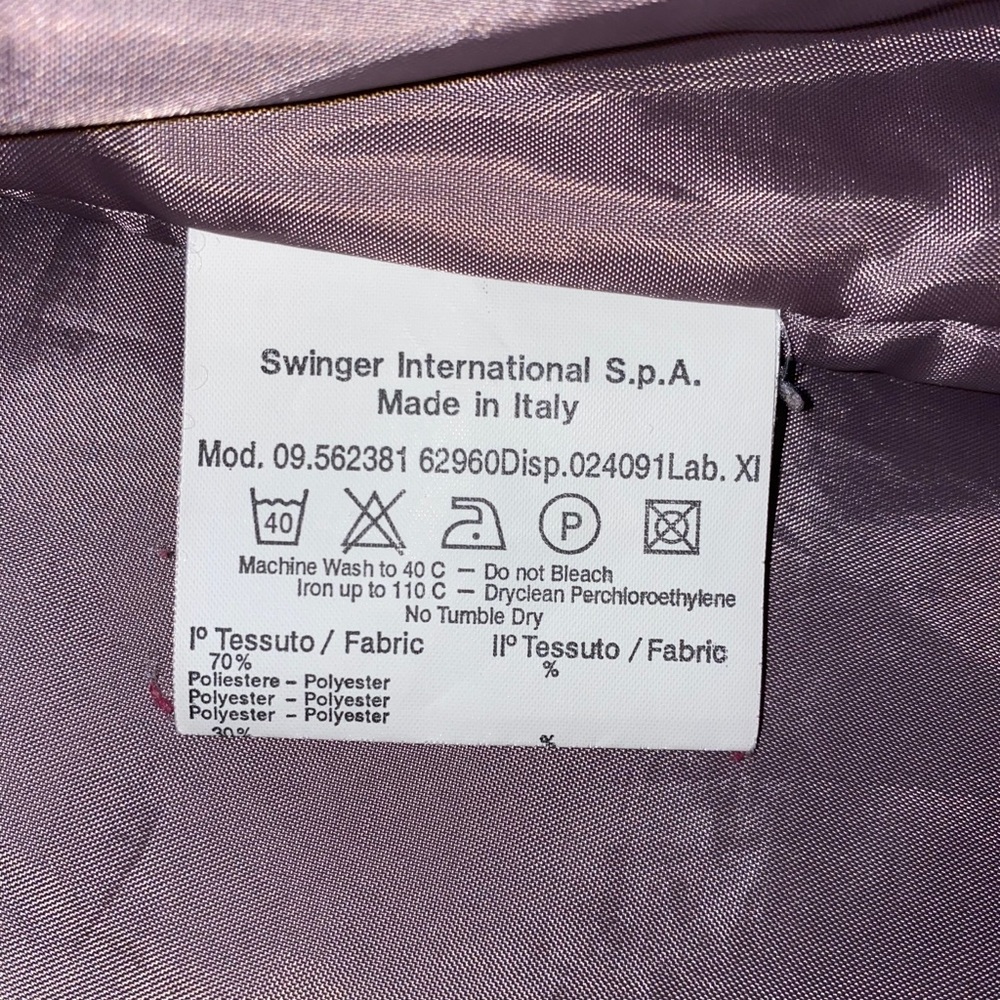 Swinger International S.p.A.
Made in Italy
Mod. 09.562381 62960Disp.024091Lab. XI
40 P
Machine Wash to 40 C – Do not Bleach
Iron up to 110 C – Dryclean Perchloroethylene
No Tumble Dry
Iº Tessuto / Fabric IIº Tessuto / Fabric
70% %
Poliestere – Polyester
Polyester – Polyester
Polyester – Polyester
30% %